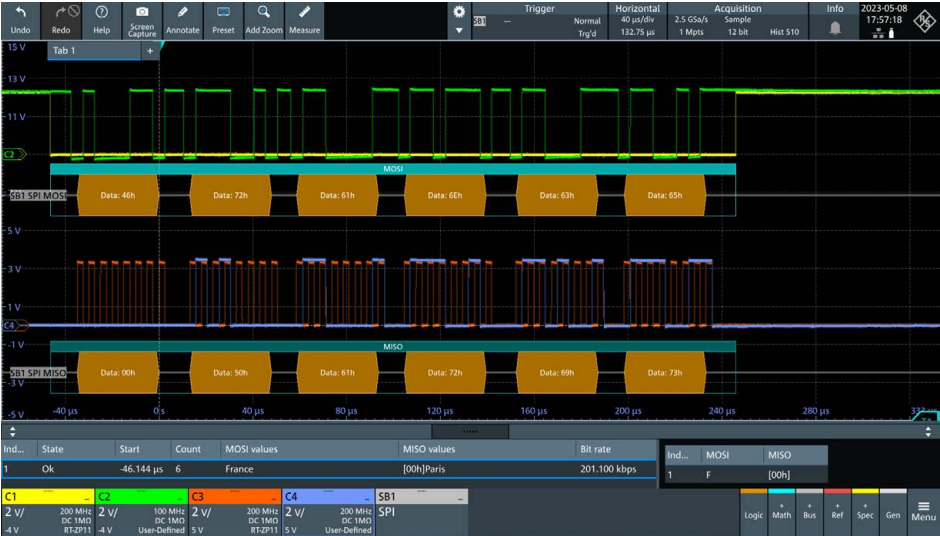 Undo Redo Help Screen Capture Annotate Preset Add Zoom Measure
SB1
Trigger
Normal
Trig'd
Horizontal
40 µs/div
132.75 µs
Acquisition
2.5 GSa/s Sample
1 Mpts 12 bit Hist 510
Info
2023-05-08
17:57:18
Tab 1 +
15 V
13 V
11 V
C2
MOSI
SB1 SPI MOSI
Data: 46h Data: 72h Data: 61h Data: 6Eh Data: 63h Data: 65h
5 V
3 V
1 V
C4
-1 V
MISO
SB1 SPI MISO
Data: 00h Data: 50h Data: 61h Data: 72h Data: 69h Data: 73h
-3 V
-5 V
-40 µs 0 s 40 µs 80 µs 120 µs 160 µs 200 µs 240 µs 280 µs
Ind... State Start Count MOSI values MISO values Bit rate
1 Ok -46.144 µs 6 France [00h]Paris 201.100 kbps
Ind... MOSI MISO
1 F [00h]
C1
2 V/ 200 MHz
DC 1MΩ
-4 V RT-ZP11
C2
2 V/ 100 MHz
DC 1MΩ
-4 V User-Defined
C3
2 V/ 200 MHz
DC 1MΩ
5 V RT-ZP11
C4
2 V/ 200 MHz
DC 1MΩ
5 V User-Defined
SB1
SPI
Logic Math Bus Ref Spec Gen Menu